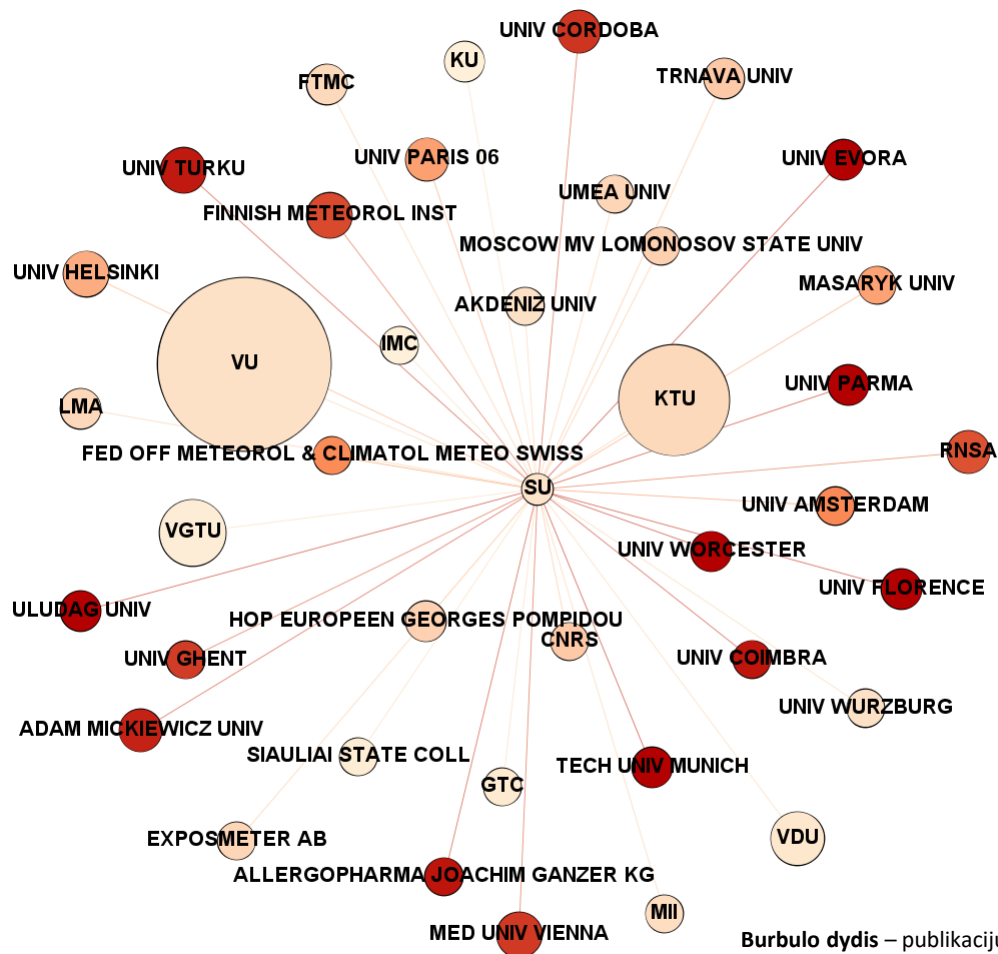 UNIV CORDOBA
KU
TRNAVA UNIV
FTMC
UNIV PARIS 06
UNIV EVORA
UNIV TURKU
UMEA UNIV
FINNISH METEOROL INST
MOSCOW MV LOMONOSOV STATE UNIV
UNIV HELSINKI
MASARYK UNIV
AKDENIZ UNIV
IMC
VU
UNIV PARMA
KTU
LMA
FED OFF METEOROL & CLIMATOL METEO SWISS
RNSA
SU
UNIV AMSTERDAM
VGTU
UNIV WORCESTER
UNIV FLORENCE
ULUDAG UNIV
HOP EUROPEEN GEORGES POMPIDOU
CNRS
UNIV GHENT
UNIV COIMBRA
UNIV WURZBURG
ADAM MICKIEWICZ UNIV
SIAULIAI STATE COLL
TECH UNIV MUNICH
GTC
EXPOSMETER AB
VDU
ALLERGOPHARMA JOACHIM GANZER KG
MII
MED UNIV VIENNA
Burbulo dydis –